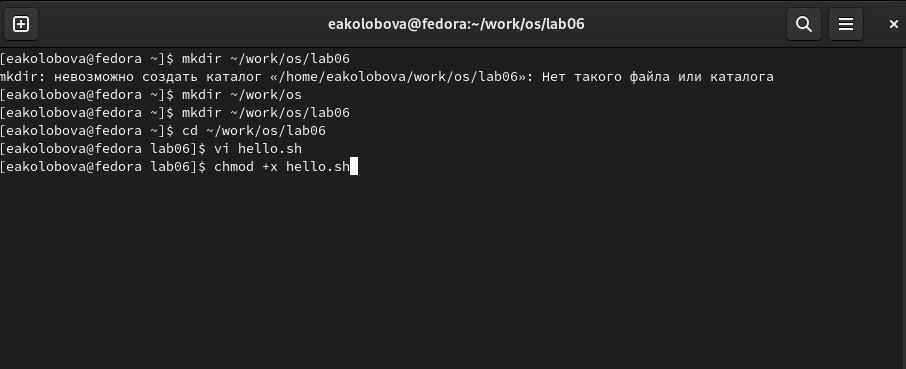 eakolobova@fedora:~/work/os/lab06
[eakolobova@fedora ~]$ mkdir ~/work/os/lab06
mkdir: невозможно создать каталог «/home/eakolobova/work/os/lab06»: Нет такого файла или каталога
[eakolobova@fedora ~]$ mkdir ~/work/os
[eakolobova@fedora ~]$ mkdir ~/work/os/lab06
[eakolobova@fedora ~]$ cd ~/work/os/lab06
[eakolobova@fedora lab06]$ vi hello.sh
[eakolobova@fedora lab06]$ chmod +x hello.sh